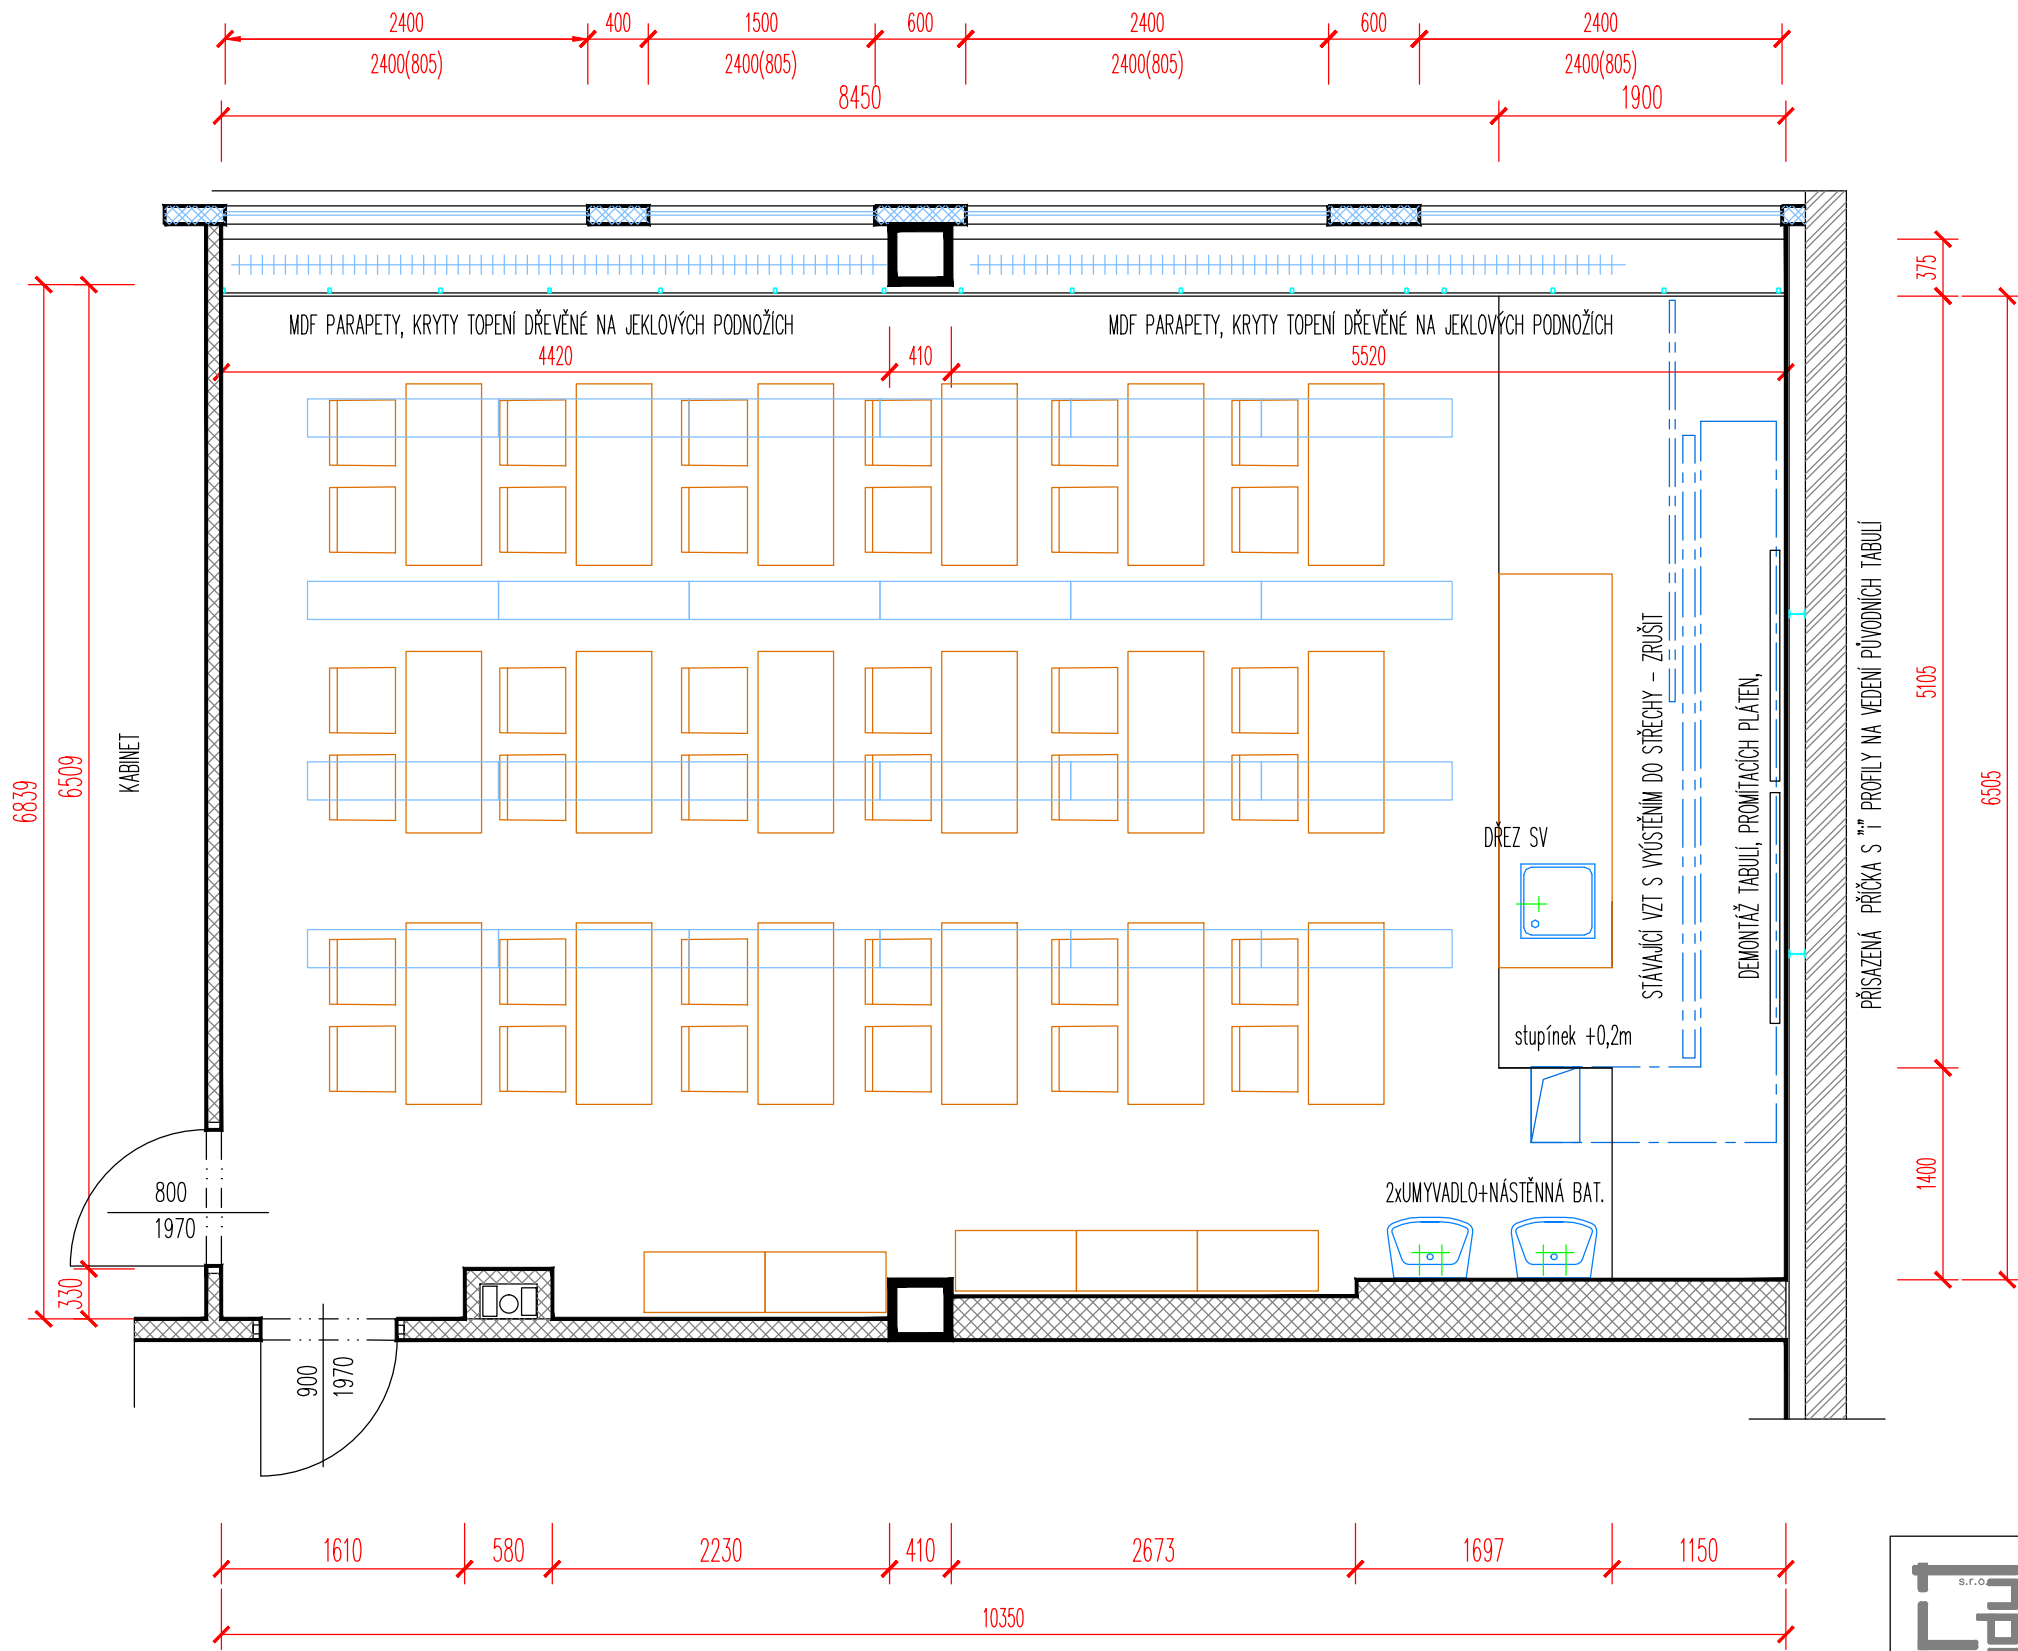 2400 400 1500 600 2400 600 2400
2400(805) 2400(805) 2400(805) 2400(805)
8450 1900
375
MDF PARAPETY, KRYTY TOPENÍ DŘEVĚNÉ NA JEKLOVÝCH PODNOŽÍCH
MDF PARAPETY, KRYTY TOPENÍ DŘEVĚNÉ NA JEKLOVÝCH PODNOŽÍCH
4420 410 5520
6839
6509
KABINET
DŘEZ SV
STÁVAJÍCÍ VZT S VYÚSTĚNÍM DO STŘECHY - ZRUŠIT
DEMONTÁŽ TABULÍ, PROMÍTACÍCH PLÁTEN,
PŘISAZENÁ PŘÍČKA S "I" PROFILY NA VEDENÍ PŮVODNÍCH TABULÍ
5105
6505
stupínek +0,2m
1400
800
1970
2xUMYVADLO+NÁSTĚNNÁ BAT.
330
900
1970
1610 580 2230 410 2673 1697 1150
10350
s.r.o.